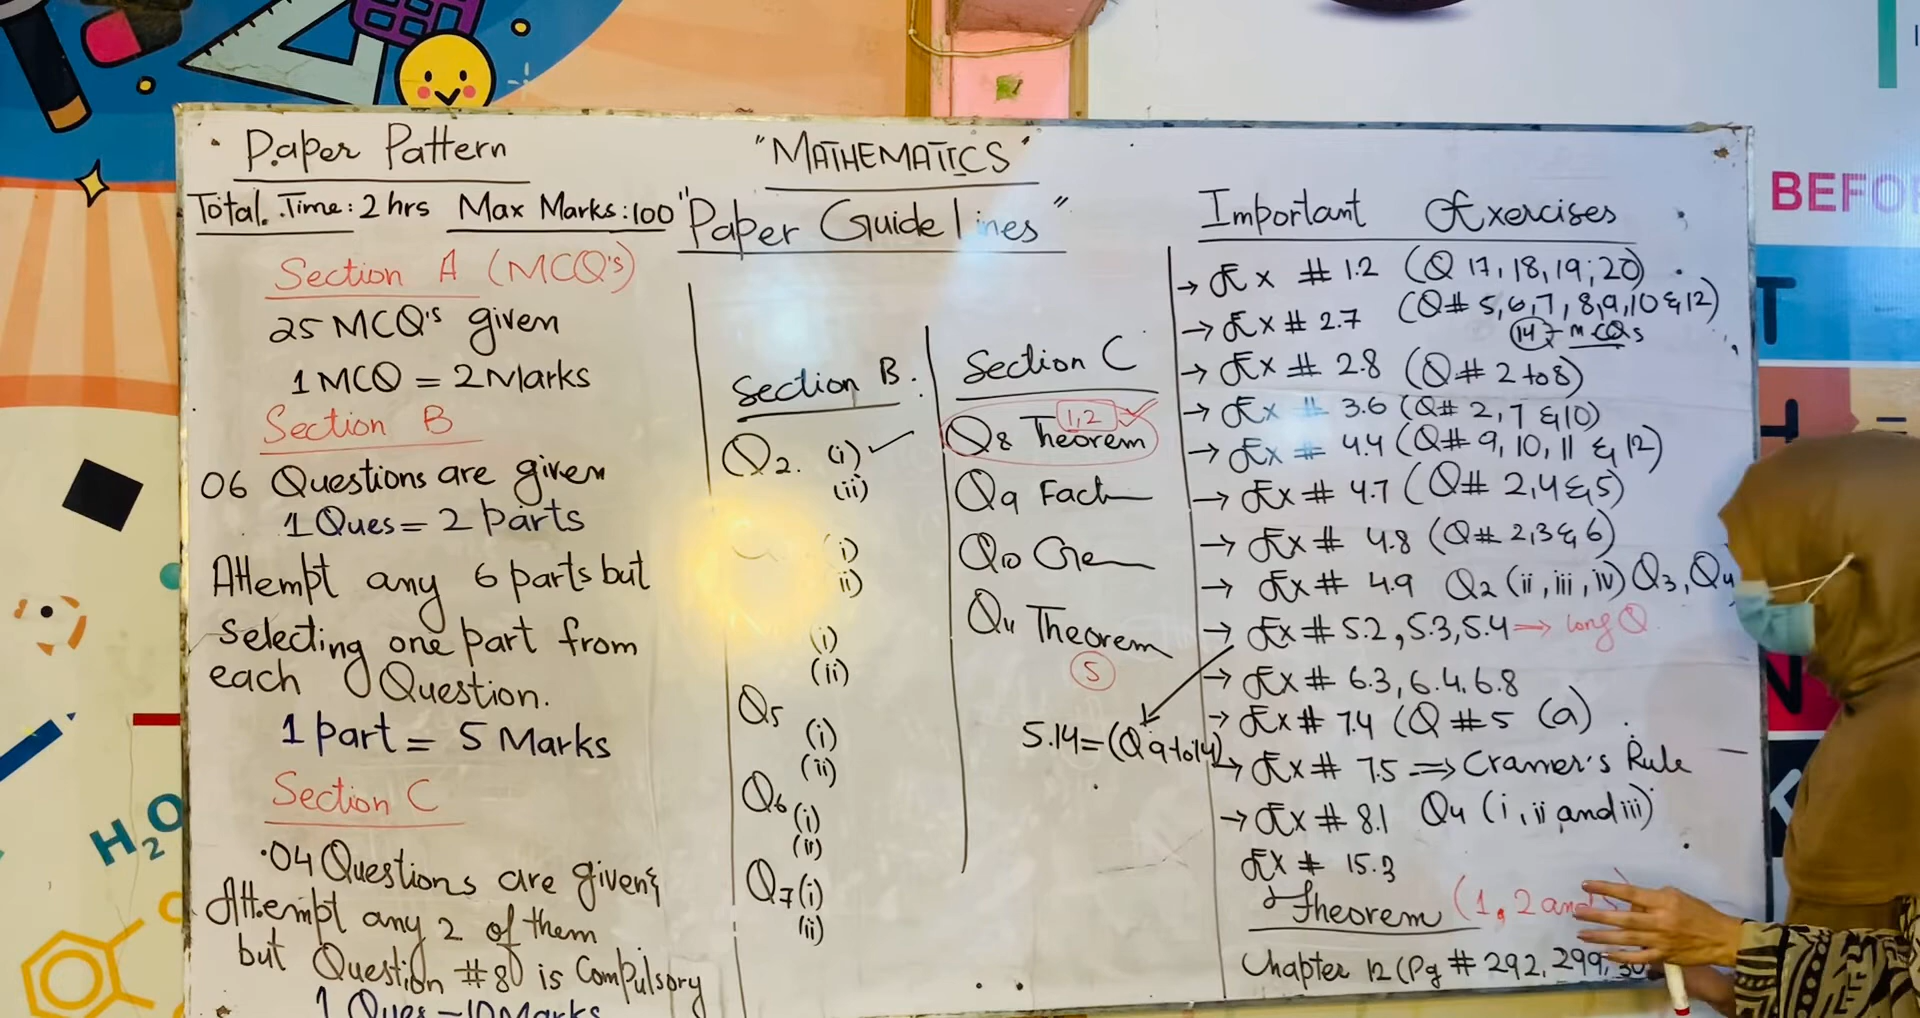 Paper Pattern
"MATHEMATICS"
Total. Time: 2 hrs Max Marks: 100
"Paper Guidelines"
Section A (MCQ's)
25 MCQ's given
1 MCQ = 2 Marks
Section B
06 Questions are given
1 Ques = 2 parts
Attempt any 6 parts but
selecting one part from
each Question.
1 part = 5 Marks
Section C
04 Questions are given &
Attempt any 2 of them
but Question #80 is Compulsory
1 Ques = 10 Marks
Section B.
Q2. (i) ✓
(ii)
(i)
ii)
(i)
(ii)
Q5
(i)
(ii)
Q6
(i)
(ii)
Q7 (i)
(ii)
Section C
1,2
Q8 Theorem
Q9 Fact
Q10 Ge
Q11 Theorem
5
5.14 = (Q 9 to 14)
Important Exercises
→ Ex # 1.2 (Q 17, 18, 19, 20)
→ Ex # 2.7 (Q# 5, 6, 7, 8, 9, 10 & 12)
14 - MCQs
→ Ex # 2.8 (Q.# 2 to 8)
→ Ex # 3.6 (Q# 2, 7 & 10)
→ Ex # 4.4 (Q# 9, 10, 11 & 12)
→ Ex # 4.7 (Q# 2, 4 & 5)
→ Ex # 4.8 (Q# 2, 3 & 6)
→ Ex # 4.9 Q2 (ii, iii, iv) Q3, Q4
→ Ex # 5.2, 5.3, 5.4 → long Q
→ Ex # 6.3, 6.4, 6.8
→ Ex # 7.4 (Q #5 (a)
→ Ex # 7.5 ⇒ Cramer's Rule
→ Ex # 8.1 Q4 (i, ii and iii)
Ex # 15.3
Theorem (1, 2 and
Chapter 12 (Pg # 292, 299,
BEFO
T
N
H₂O